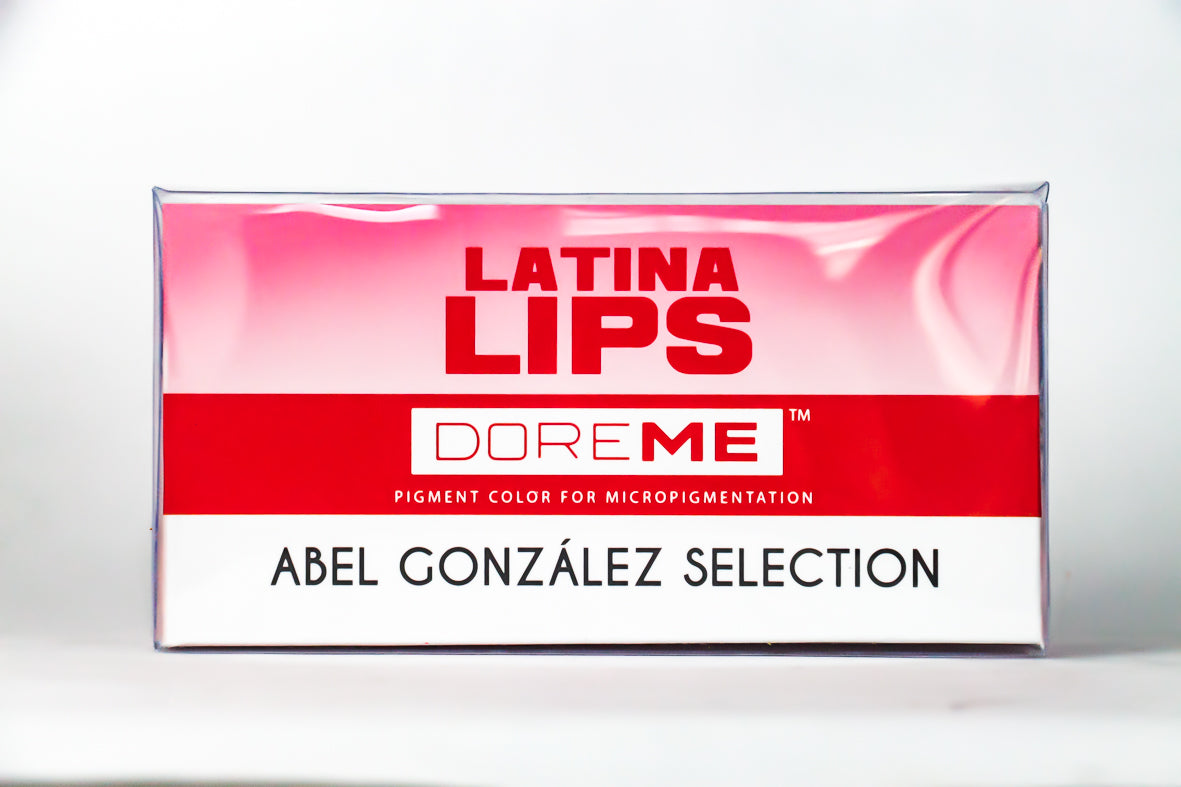 LATINA
LIPS
DOREME™
PIGMENT COLOR FOR MICROPIGMENTATION
ABEL GONZÁLEZ SELECTION